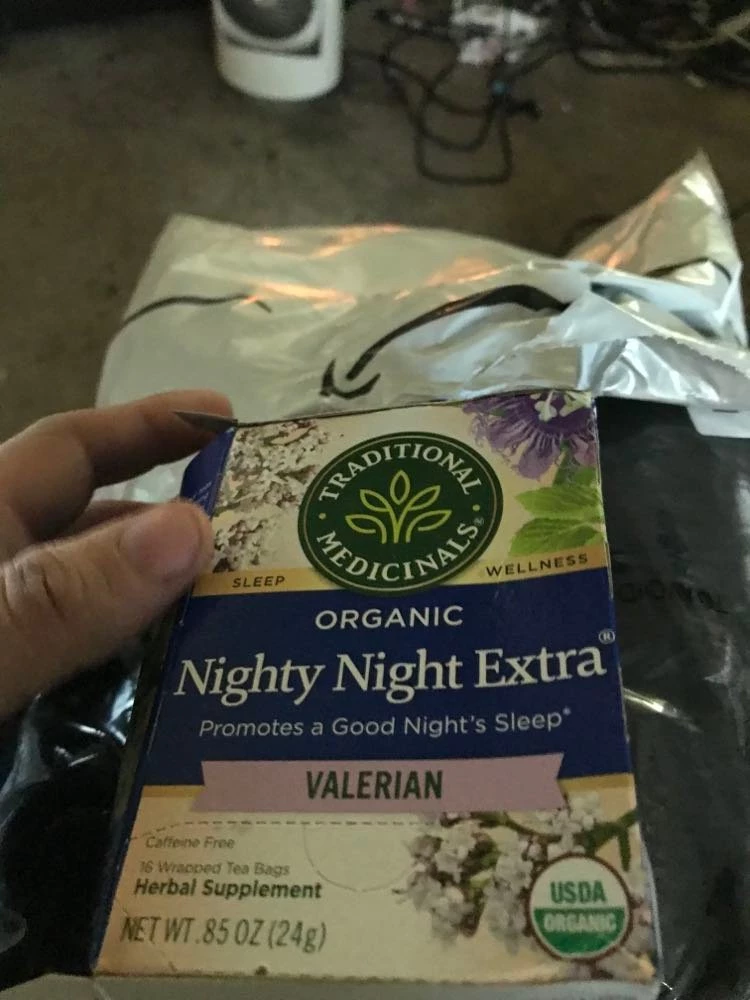 TRADITIONAL
MEDICINALS®
SLEEP
WELLNESS
ORGANIC
Nighty Night Extra®
Promotes a Good Night's Sleep*
VALERIAN
Caffeine Free
16 Wrapped Tea Bags
Herbal Supplement
NET WT .85 OZ (24g)
USDA
ORGANIC